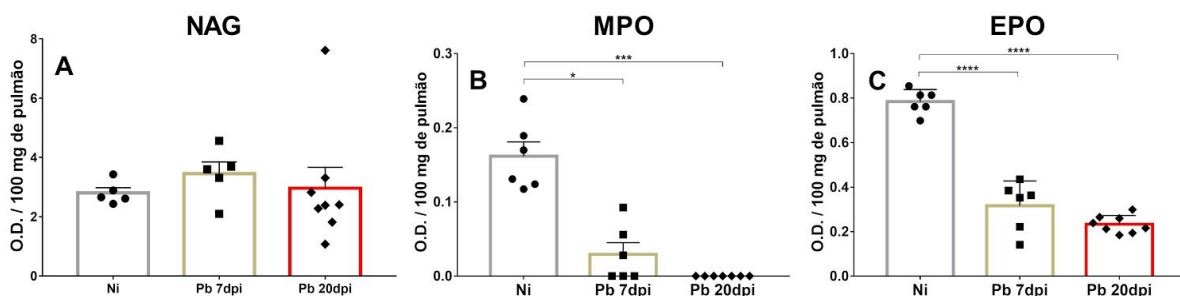 NAG
A
O.D. / 100 mg de pulmão
8
6
4
2
0
Ni
Pb 7dpi
Pb 20dpi
MPO
B
***
*
O.D. / 100 mg de pulmão
0.3
0.2
0.1
0.0
Ni
Pb 7dpi
Pb 20dpi
EPO
C
****
****
O.D. / 100 mg de pulmão
1.0
0.8
0.6
0.4
0.2
0.0
Ni
Pb 7dpi
Pb 20dpi